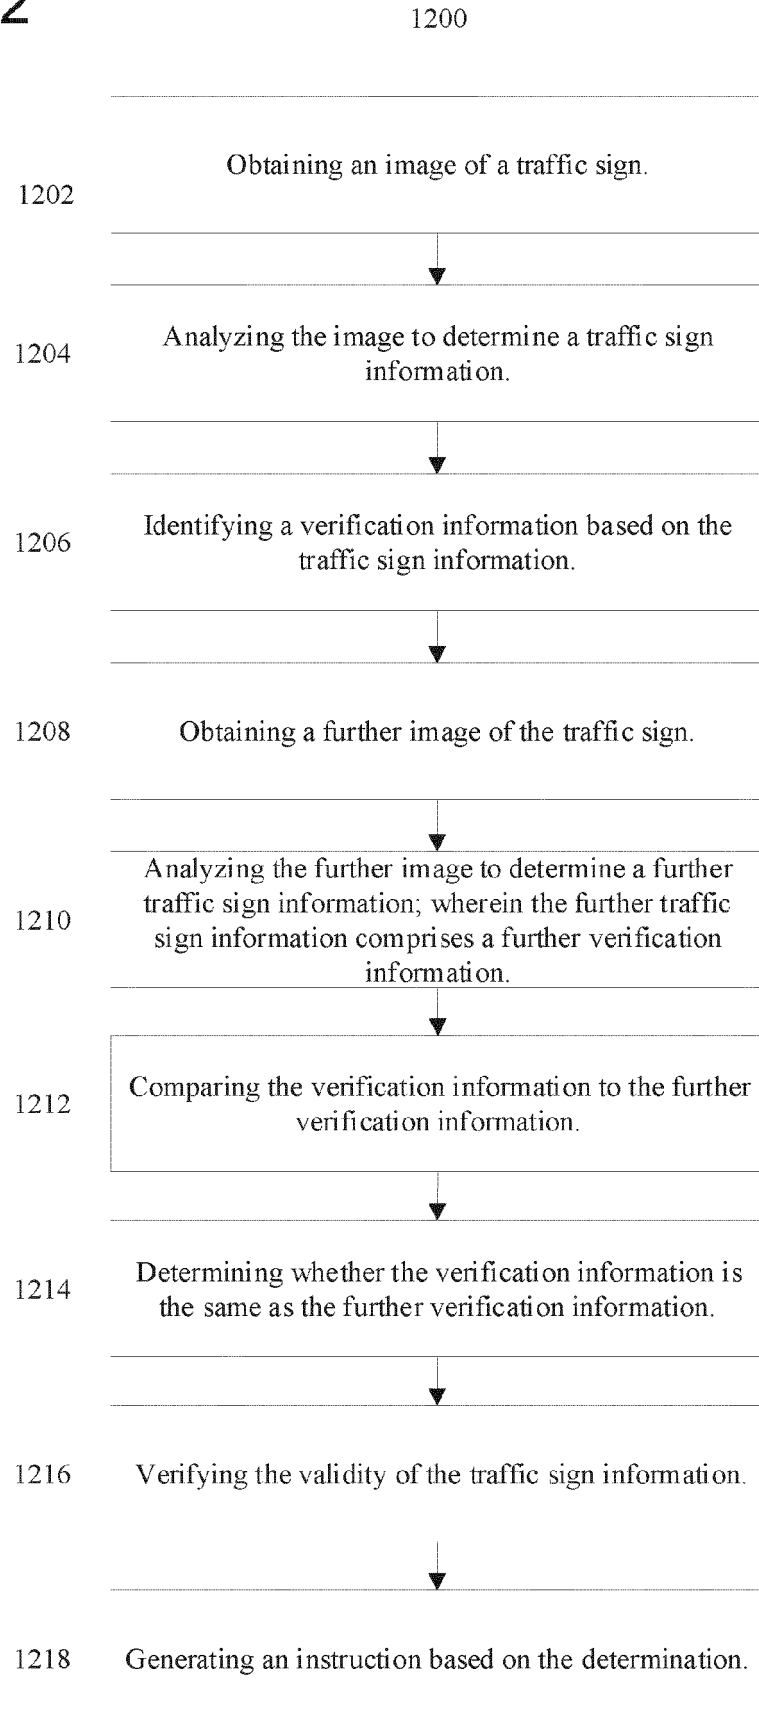 2
1200
1202
Obtaining an image of a traffic sign.
1204
Analyzing the image to determine a traffic sign
information.
1206
Identifying a verification information based on the
traffic sign information.
1208
Obtaining a further image of the traffic sign.
1210
Analyzing the further image to determine a further
traffic sign information; wherein the further traffic
sign information comprises a further verification
information.
1212
Comparing the verification information to the further
verification information.
1214
Determining whether the verification information is
the same as the further verification information.
1216
Verifying the validity of the traffic sign information.
1218
Generating an instruction based on the determination.